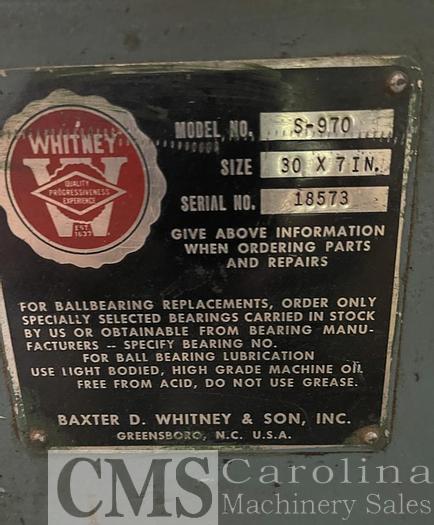 WHITNEY
W
QUALITY
PROGRESSIVENESS
EXPERIENCE
EST.
1837
MODEL NO. S-970
SIZE 30 X 7 IN.
SERIAL NO. 18573
GIVE ABOVE INFORMATION
WHEN ORDERING PARTS
AND REPAIRS
FOR BALLBEARING REPLACEMENTS, ORDER ONLY
SPECIALLY SELECTED BEARINGS CARRIED IN STOCK
BY US OR OBTAINABLE FROM BEARING MANU-
FACTURERS -- SPECIFY BEARING NO.
FOR BALL BEARING LUBRICATION
USE LIGHT BODIED, HIGH GRADE MACHINE OIL
FREE FROM ACID, DO NOT USE GREASE.
BAXTER D. WHITNEY & SON, INC.
GREENSBORO, N.C. U.S.A.
CMS Carolina
Machinery Sales